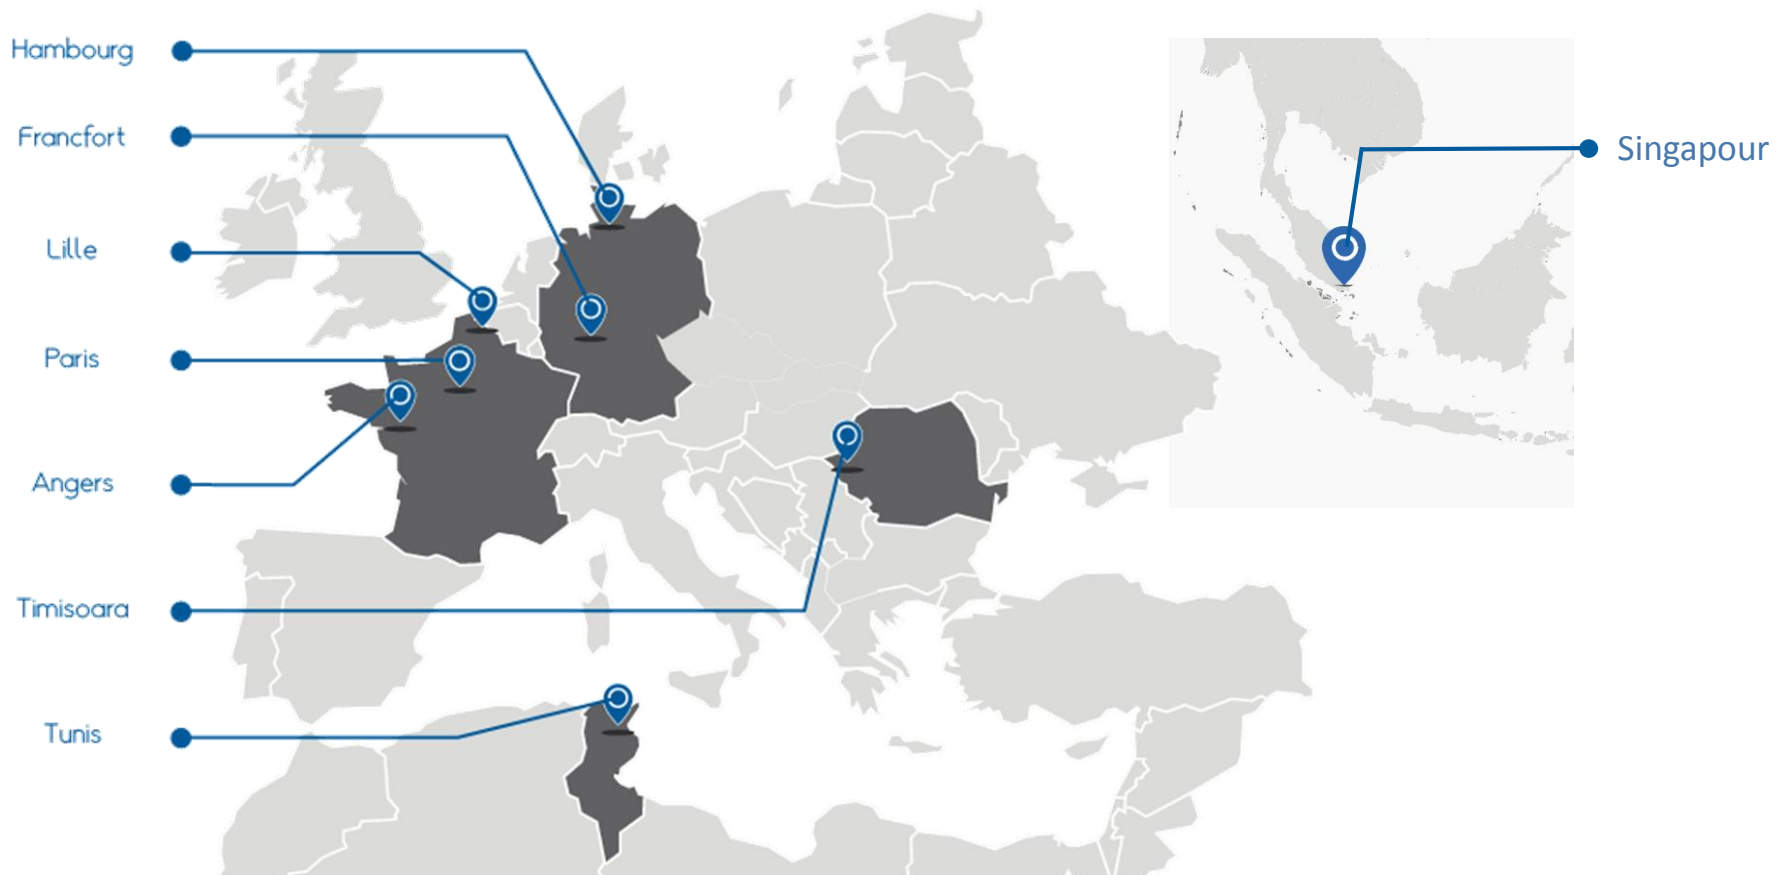 Hambourg
Francfort
Lille
Paris
Angers
Timisoara
Tunis
Singapour